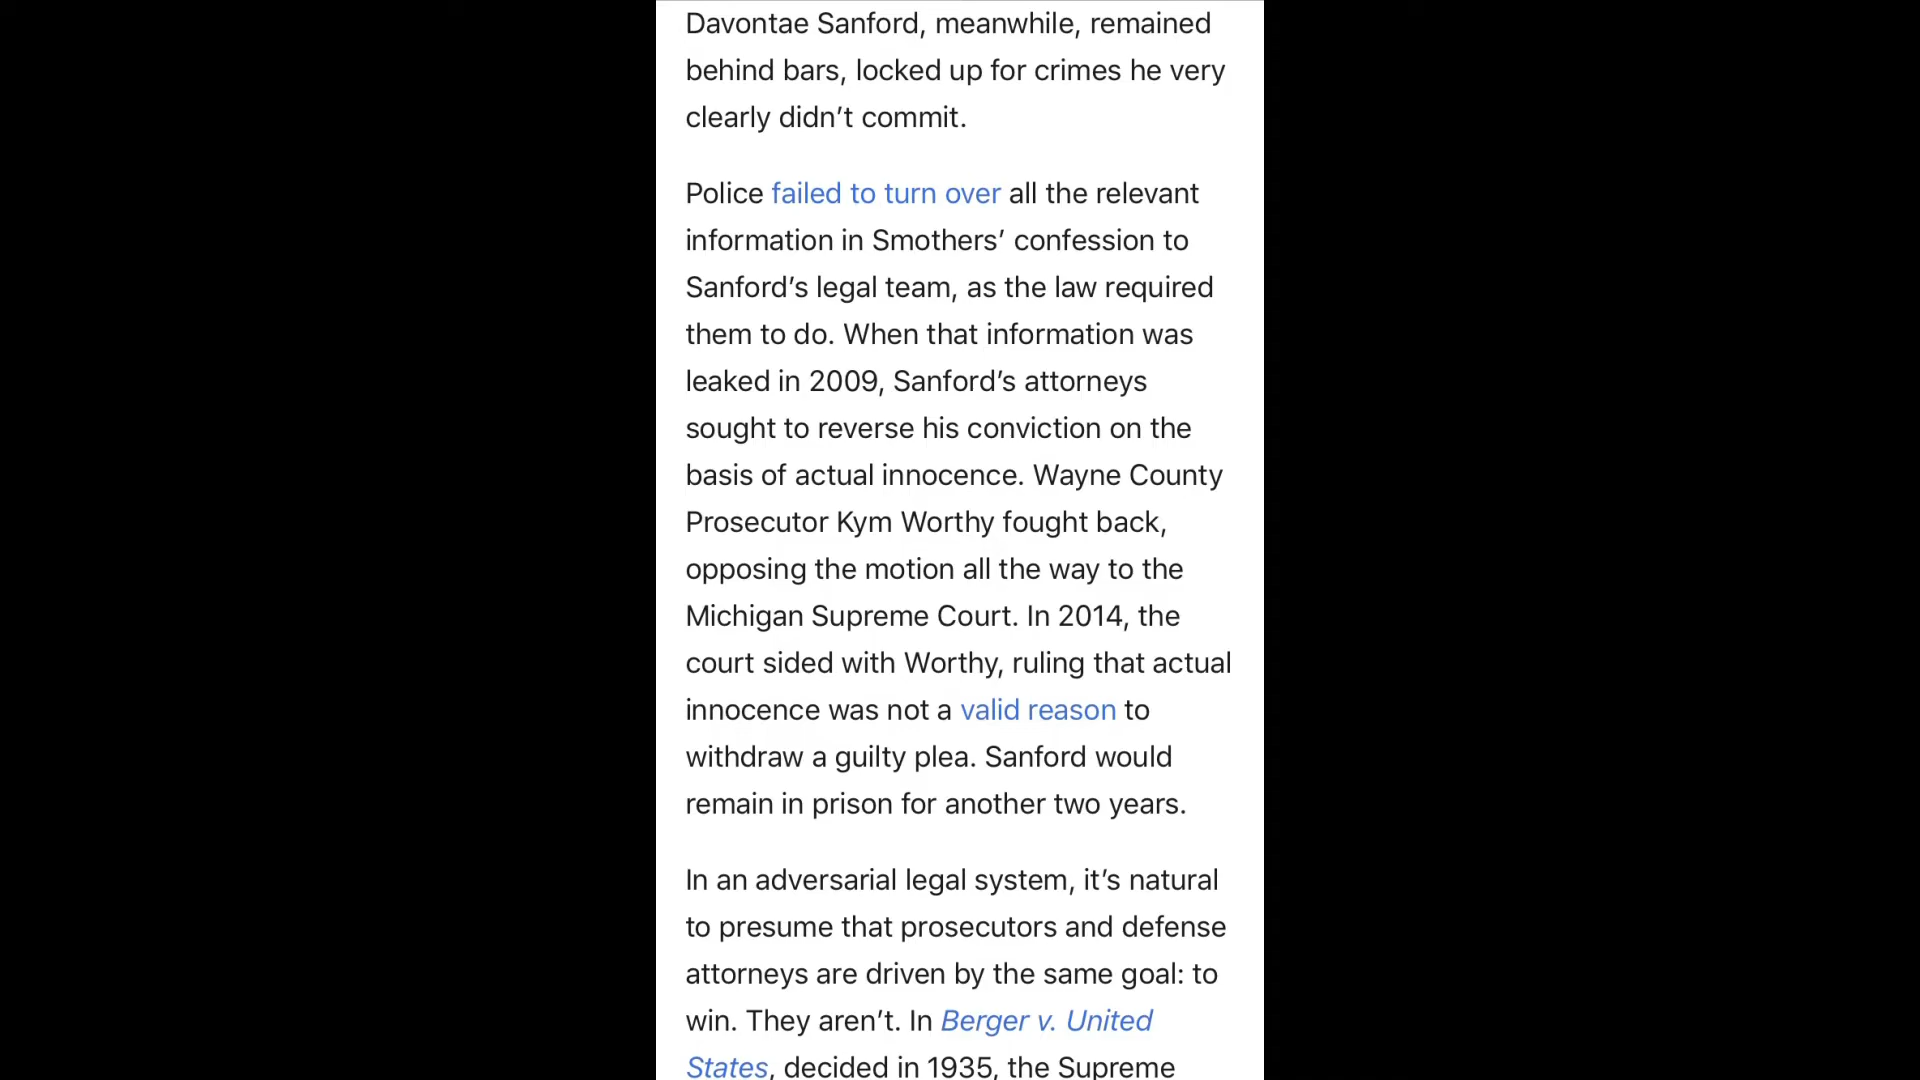 Davontae Sanford, meanwhile, remained
behind bars, locked up for crimes he very
clearly didn’t commit.
Police failed to turn over all the relevant
information in Smothers’ confession to
Sanford’s legal team, as the law required
them to do. When that information was
leaked in 2009, Sanford’s attorneys
sought to reverse his conviction on the
basis of actual innocence. Wayne County
Prosecutor Kym Worthy fought back,
opposing the motion all the way to the
Michigan Supreme Court. In 2014, the
court sided with Worthy, ruling that actual
innocence was not a valid reason to
withdraw a guilty plea. Sanford would
remain in prison for another two years.
In an adversarial legal system, it’s natural
to presume that prosecutors and defense
attorneys are driven by the same goal: to
win. They aren’t. In Berger v. United
States, decided in 1935, the Supreme